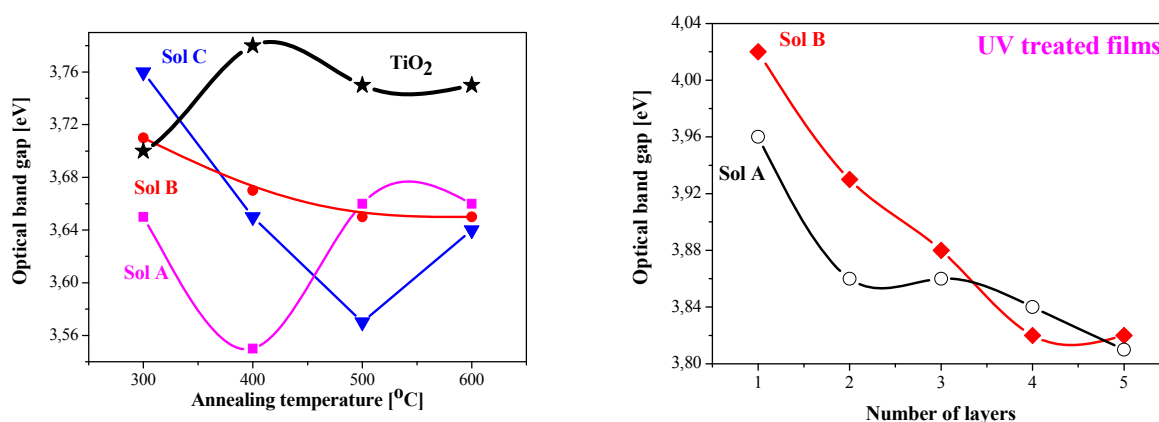 Optical band gap [eV]
3,76
3,72
3,68
3,64
3,60
3,56
Sol C
TiO2
Sol B
Sol A
300 400 500 600
Annealing temperature [oC]
Optical band gap [eV]
4,04
4,00
3,96
3,92
3,88
3,84
3,80
Sol B
UV treated films
Sol A
1 2 3 4 5
Number of layers